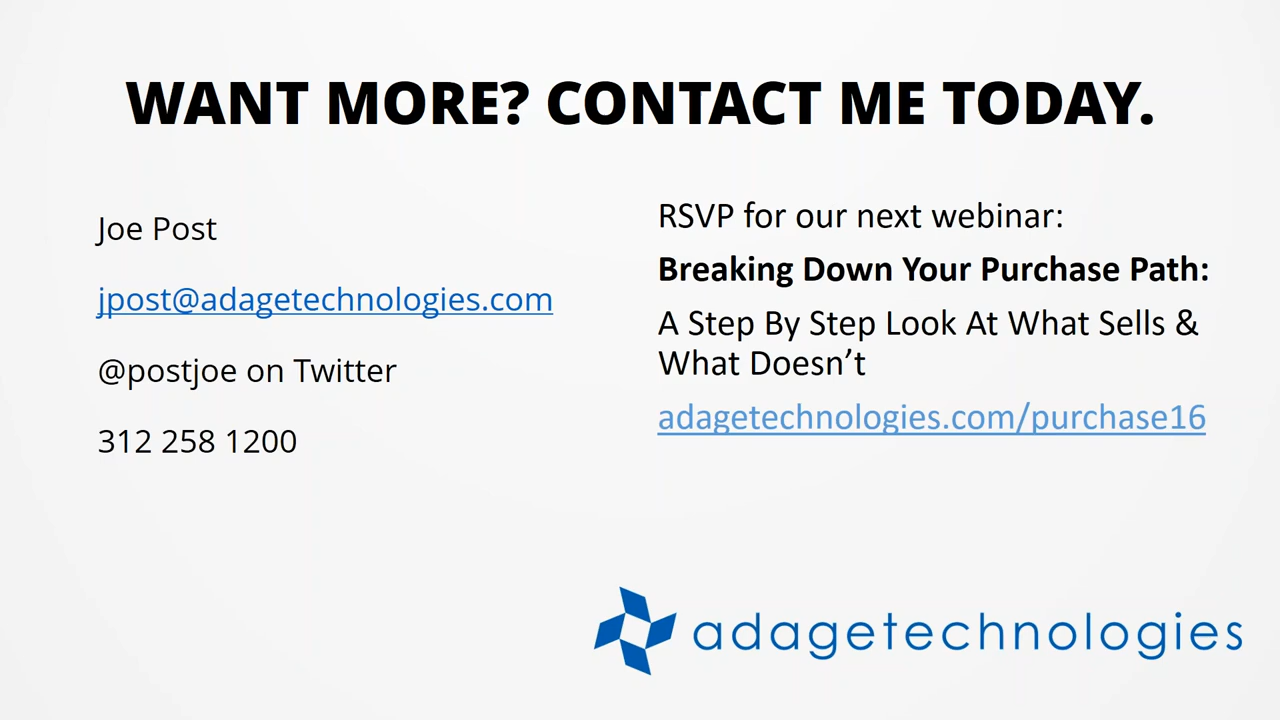 WANT MORE? CONTACT ME TODAY.
Joe Post
jpost@adagetechnologies.com
@postjoe on Twitter
312 258 1200
RSVP for our next webinar:
Breaking Down Your Purchase Path:
A Step By Step Look At What Sells &
What Doesn’t
adagetechnologies.com/purchase16
adagetechnologies